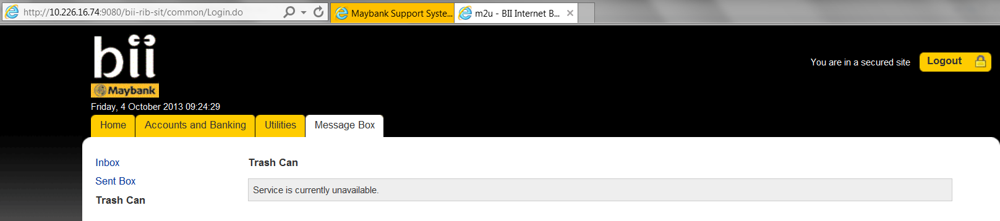 http://10.226.16.74:9080/bii-rib-sit/common/Login.do
Maybank Support Syste...
m2u - BII Internet B...
bii
Maybank
You are in a secured site
Logout
Friday, 4 October 2013 09:24:29
Home
Accounts and Banking
Utilities
Message Box
Inbox
Sent Box
Trash Can
Trash Can
Service is currently unavailable.